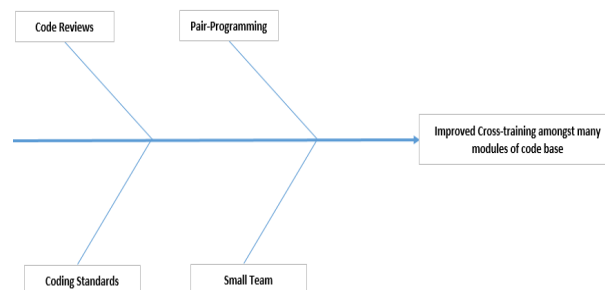 Code Reviews
Pair-Programming
Improved Cross-training amongst many
modules of code base
Coding Standards
Small Team